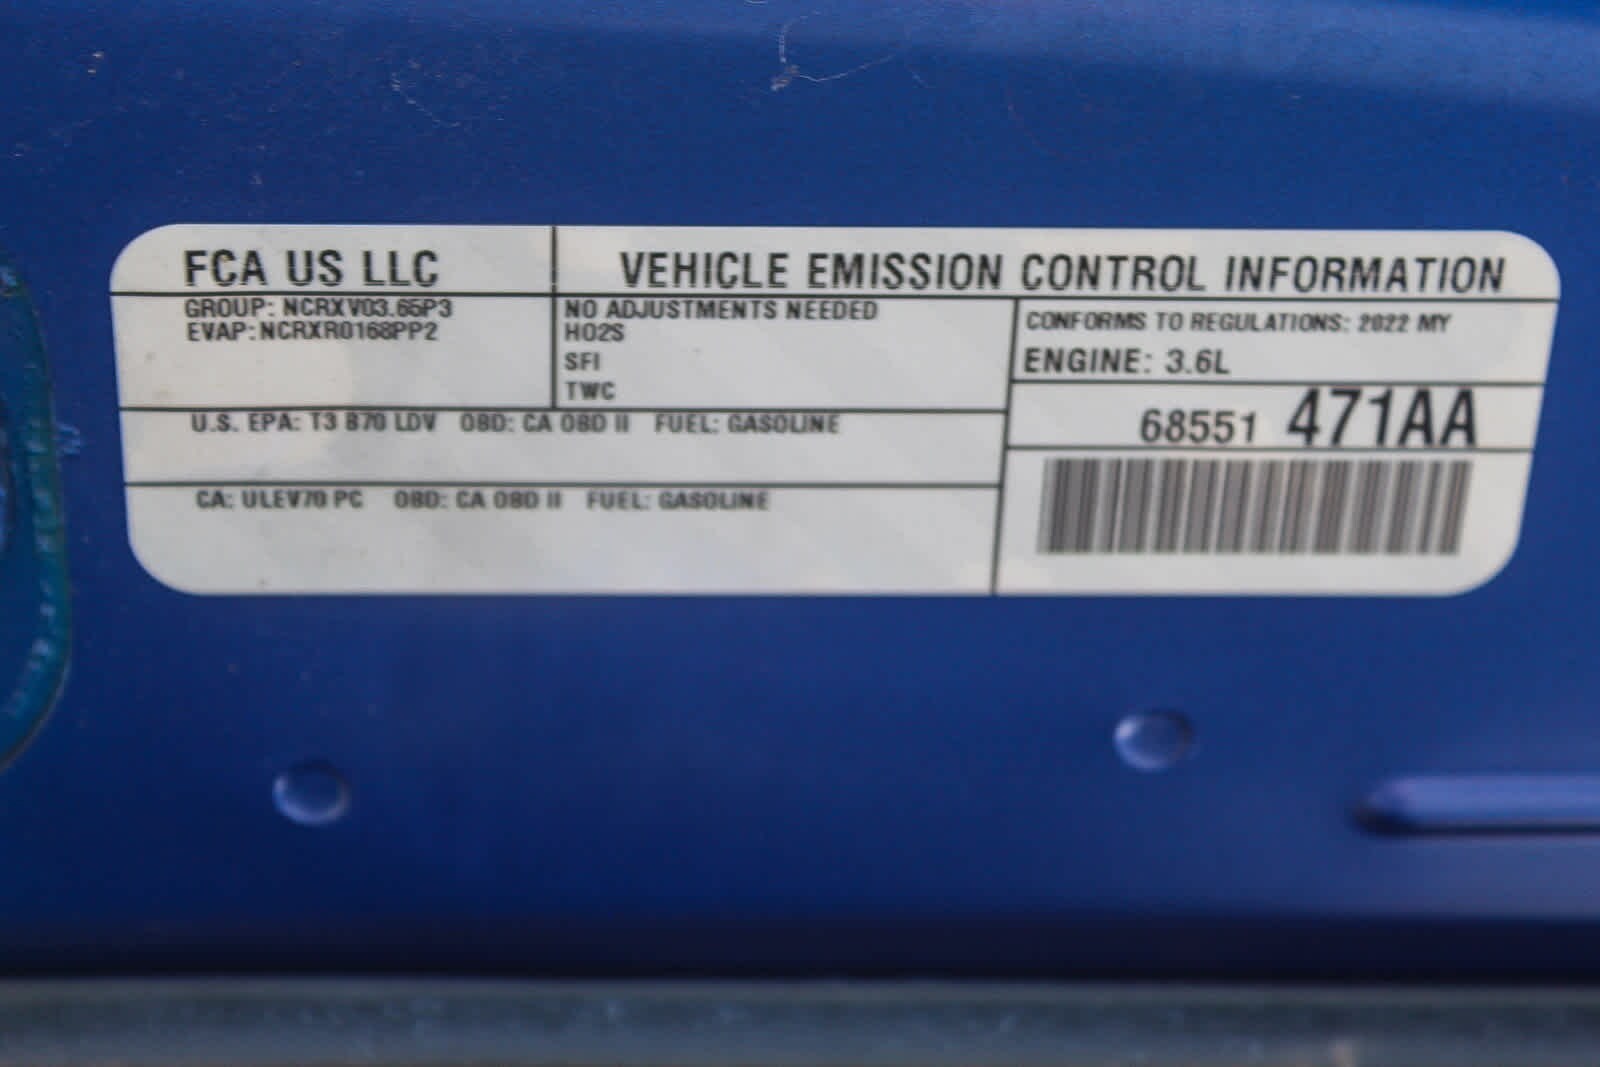 FCA US LLC
VEHICLE EMISSION CONTROL INFORMATION
GROUP: NCRXV03.65P3
EVAP: NCRXR0168PP2
NO ADJUSTMENTS NEEDED
HO2S
SFI
TWC
CONFORMS TO REGULATIONS: 2022 MY
ENGINE: 3.6L
68551 471AA
U.S. EPA: T3 B70 LDV OBD: CA OBD II FUEL: GASOLINE
CA: ULEV70 PC OBD: CA OBD II FUEL: GASOLINE